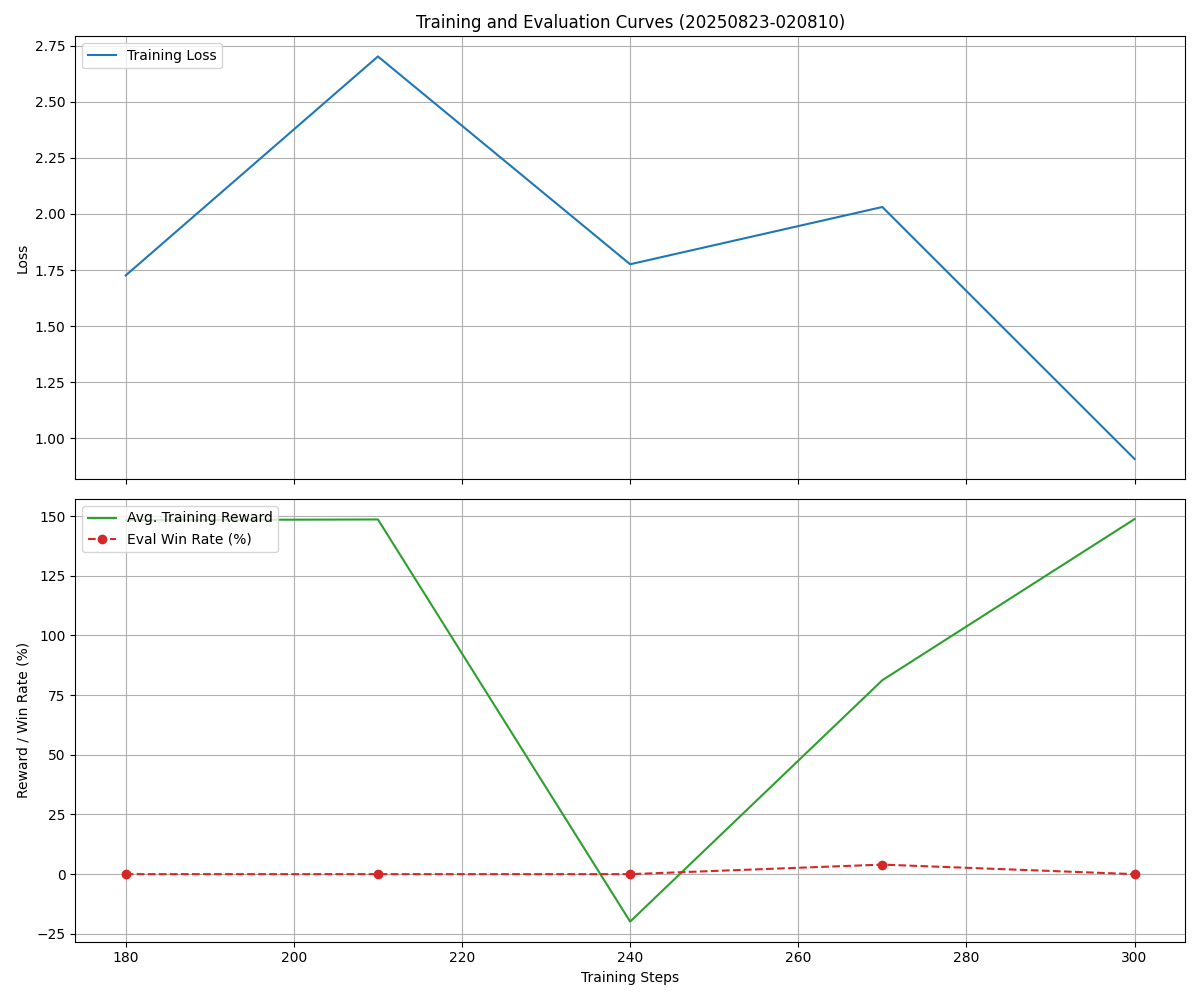 Training and Evaluation Curves (20250823-020810)
2.75
2.50
2.25
2.00
1.75
1.50
1.25
1.00
Loss
Training Loss
150
125
100
75
50
25
0
−25
Reward / Win Rate (%)
Avg. Training Reward
Eval Win Rate (%)
180 200 220 240 260 280 300
Training Steps